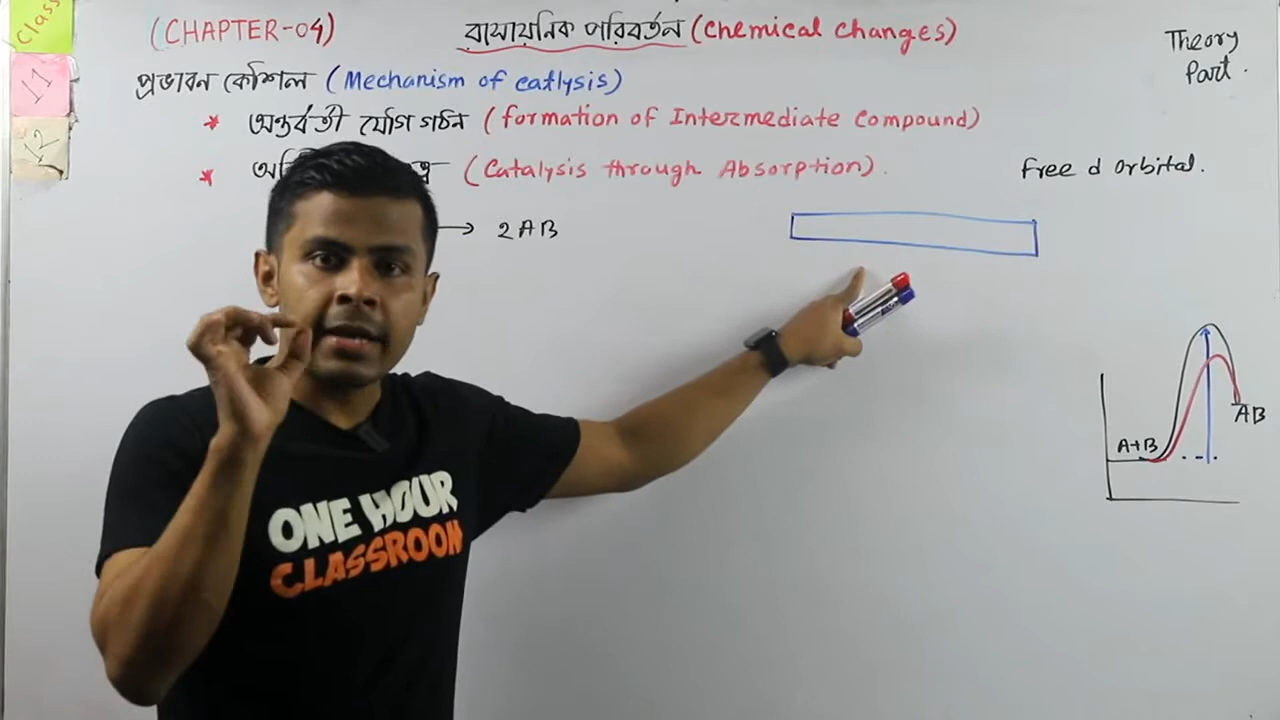 Class
11
12
(CHAPTER-04)
রাসায়নিক পরিবর্তন (Chemical Changes)
Theory
Part.
প্রভাবন কৌশল (Mechanism of catlysis)
* অন্তর্বর্তী যৌগ গঠন (formation of Intermediate Compound)
* (Catalysis through Absorption).
Free d Orbital.
→ 2AB
A+B
AB
ONE HOUR
CLASSROOM